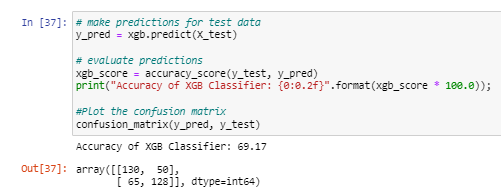 In [37]: # make predictions for test data
y_pred = xgb.predict(X_test)
# evaluate predictions
xgb_score = accuracy_score(y_test, y_pred)
print("Accuracy of XGB Classifier: {0:0.2f}".format(xgb_score * 100.0));
#Plot the confusion matrix
confusion_matrix(y_pred, y_test)
Accuracy of XGB Classifier: 69.17
Out[37]: array([[130, 50],
[ 65, 128]], dtype=int64)